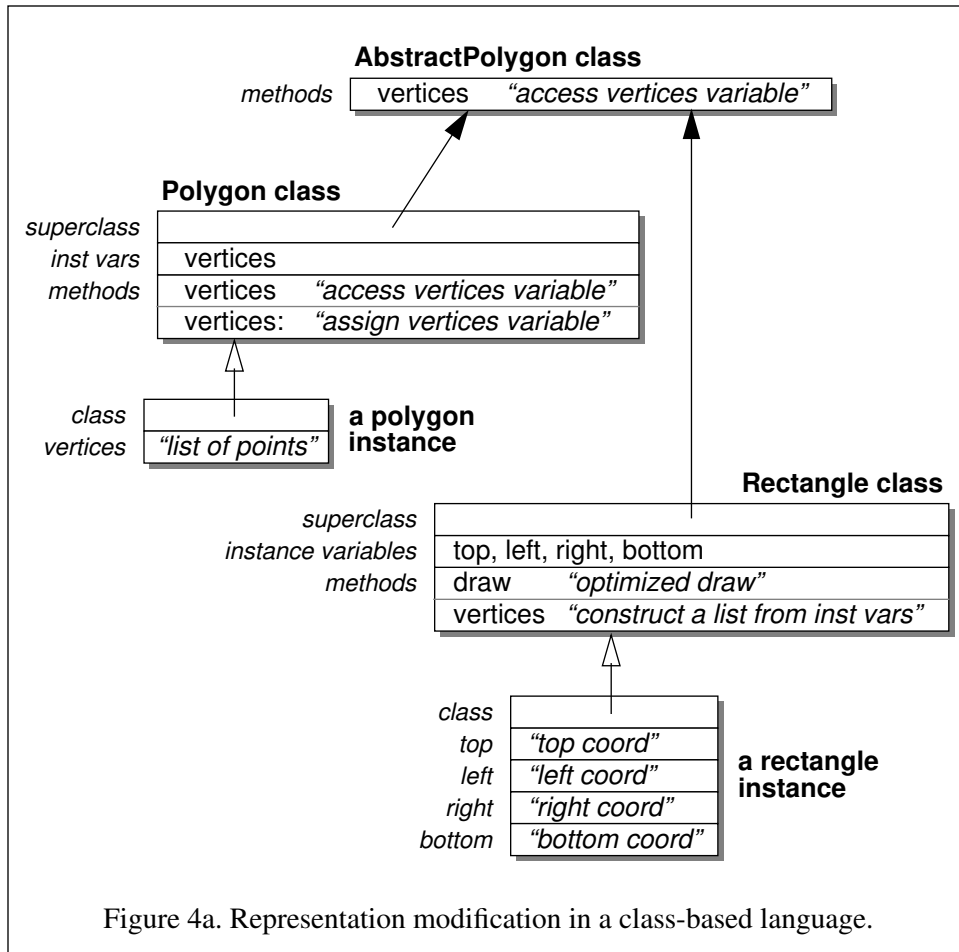 AbstractPolygon class
methods vertices “access vertices variable”
Polygon class
superclass
inst vars vertices
methods vertices “access vertices variable”
vertices: “assign vertices variable”
class
vertices “list of points”
a polygon
instance
Rectangle class
superclass
instance variables top, left, right, bottom
methods draw “optimized draw”
vertices “construct a list from inst vars”
class
top “top coord”
left “left coord”
right “right coord”
bottom “bottom coord”
a rectangle
instance
Figure 4a. Representation modification in a class-based language.